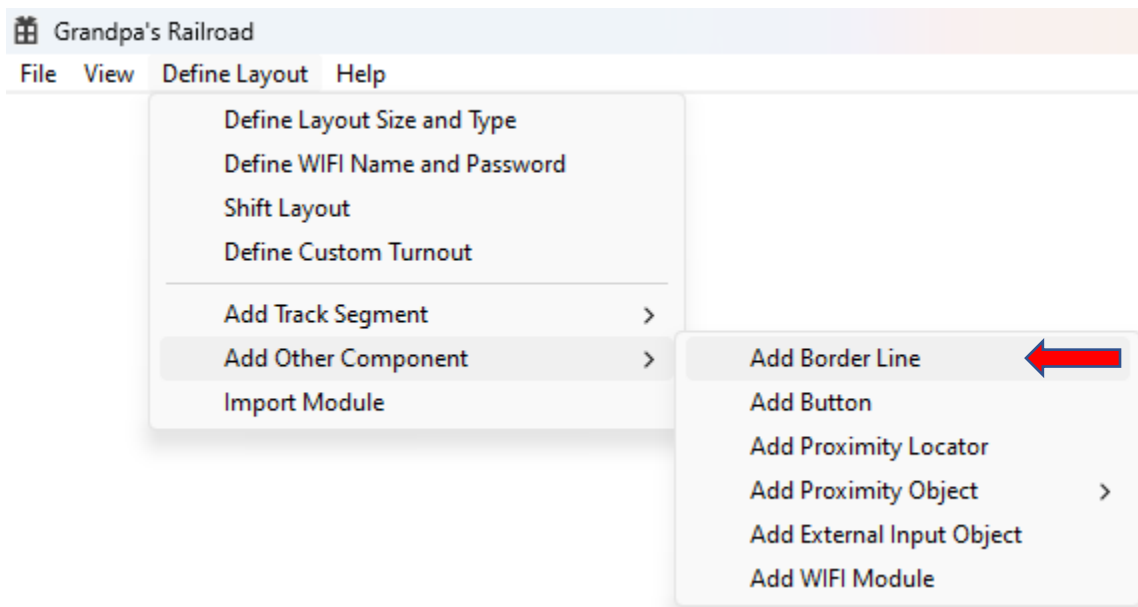 Grandpa's Railroad
File View Define Layout Help
Define Layout Size and Type
Define WIFI Name and Password
Shift Layout
Define Custom Turnout
Add Track Segment
Add Other Component
Import Module
Add Border Line
Add Button
Add Proximity Locator
Add Proximity Object
Add External Input Object
Add WIFI Module